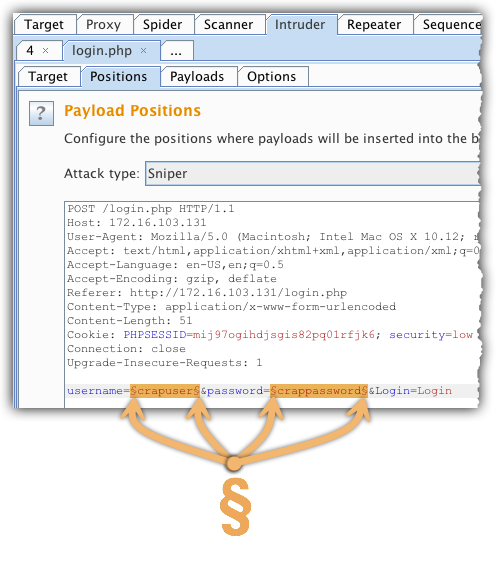 Target Proxy Spider Scanner Intruder Repeater Sequence
4 × login.php × ...
Target Positions Payloads Options
? Payload Positions
Configure the positions where payloads will be inserted into the b
Attack type: Sniper
POST /login.php HTTP/1.1
Host: 172.16.103.131
User-Agent: Mozilla/5.0 (Macintosh; Intel Mac OS X 10.12;
Accept: text/html,application/xhtml+xml,application/xml;q=0
Accept-Language: en-US,en;q=0.5
Accept-Encoding: gzip, deflate
Referer: http://172.16.103.131/login.php
Content-Type: application/x-www-form-urlencoded
Content-Length: 51
Cookie: PHPSESSID=mij97ogihdjsgis82pq01rfjk6; security=low
Connection: close
Upgrade-Insecure-Requests: 1
username=§crapuser§&password=§crappassword§&Login=Login
§